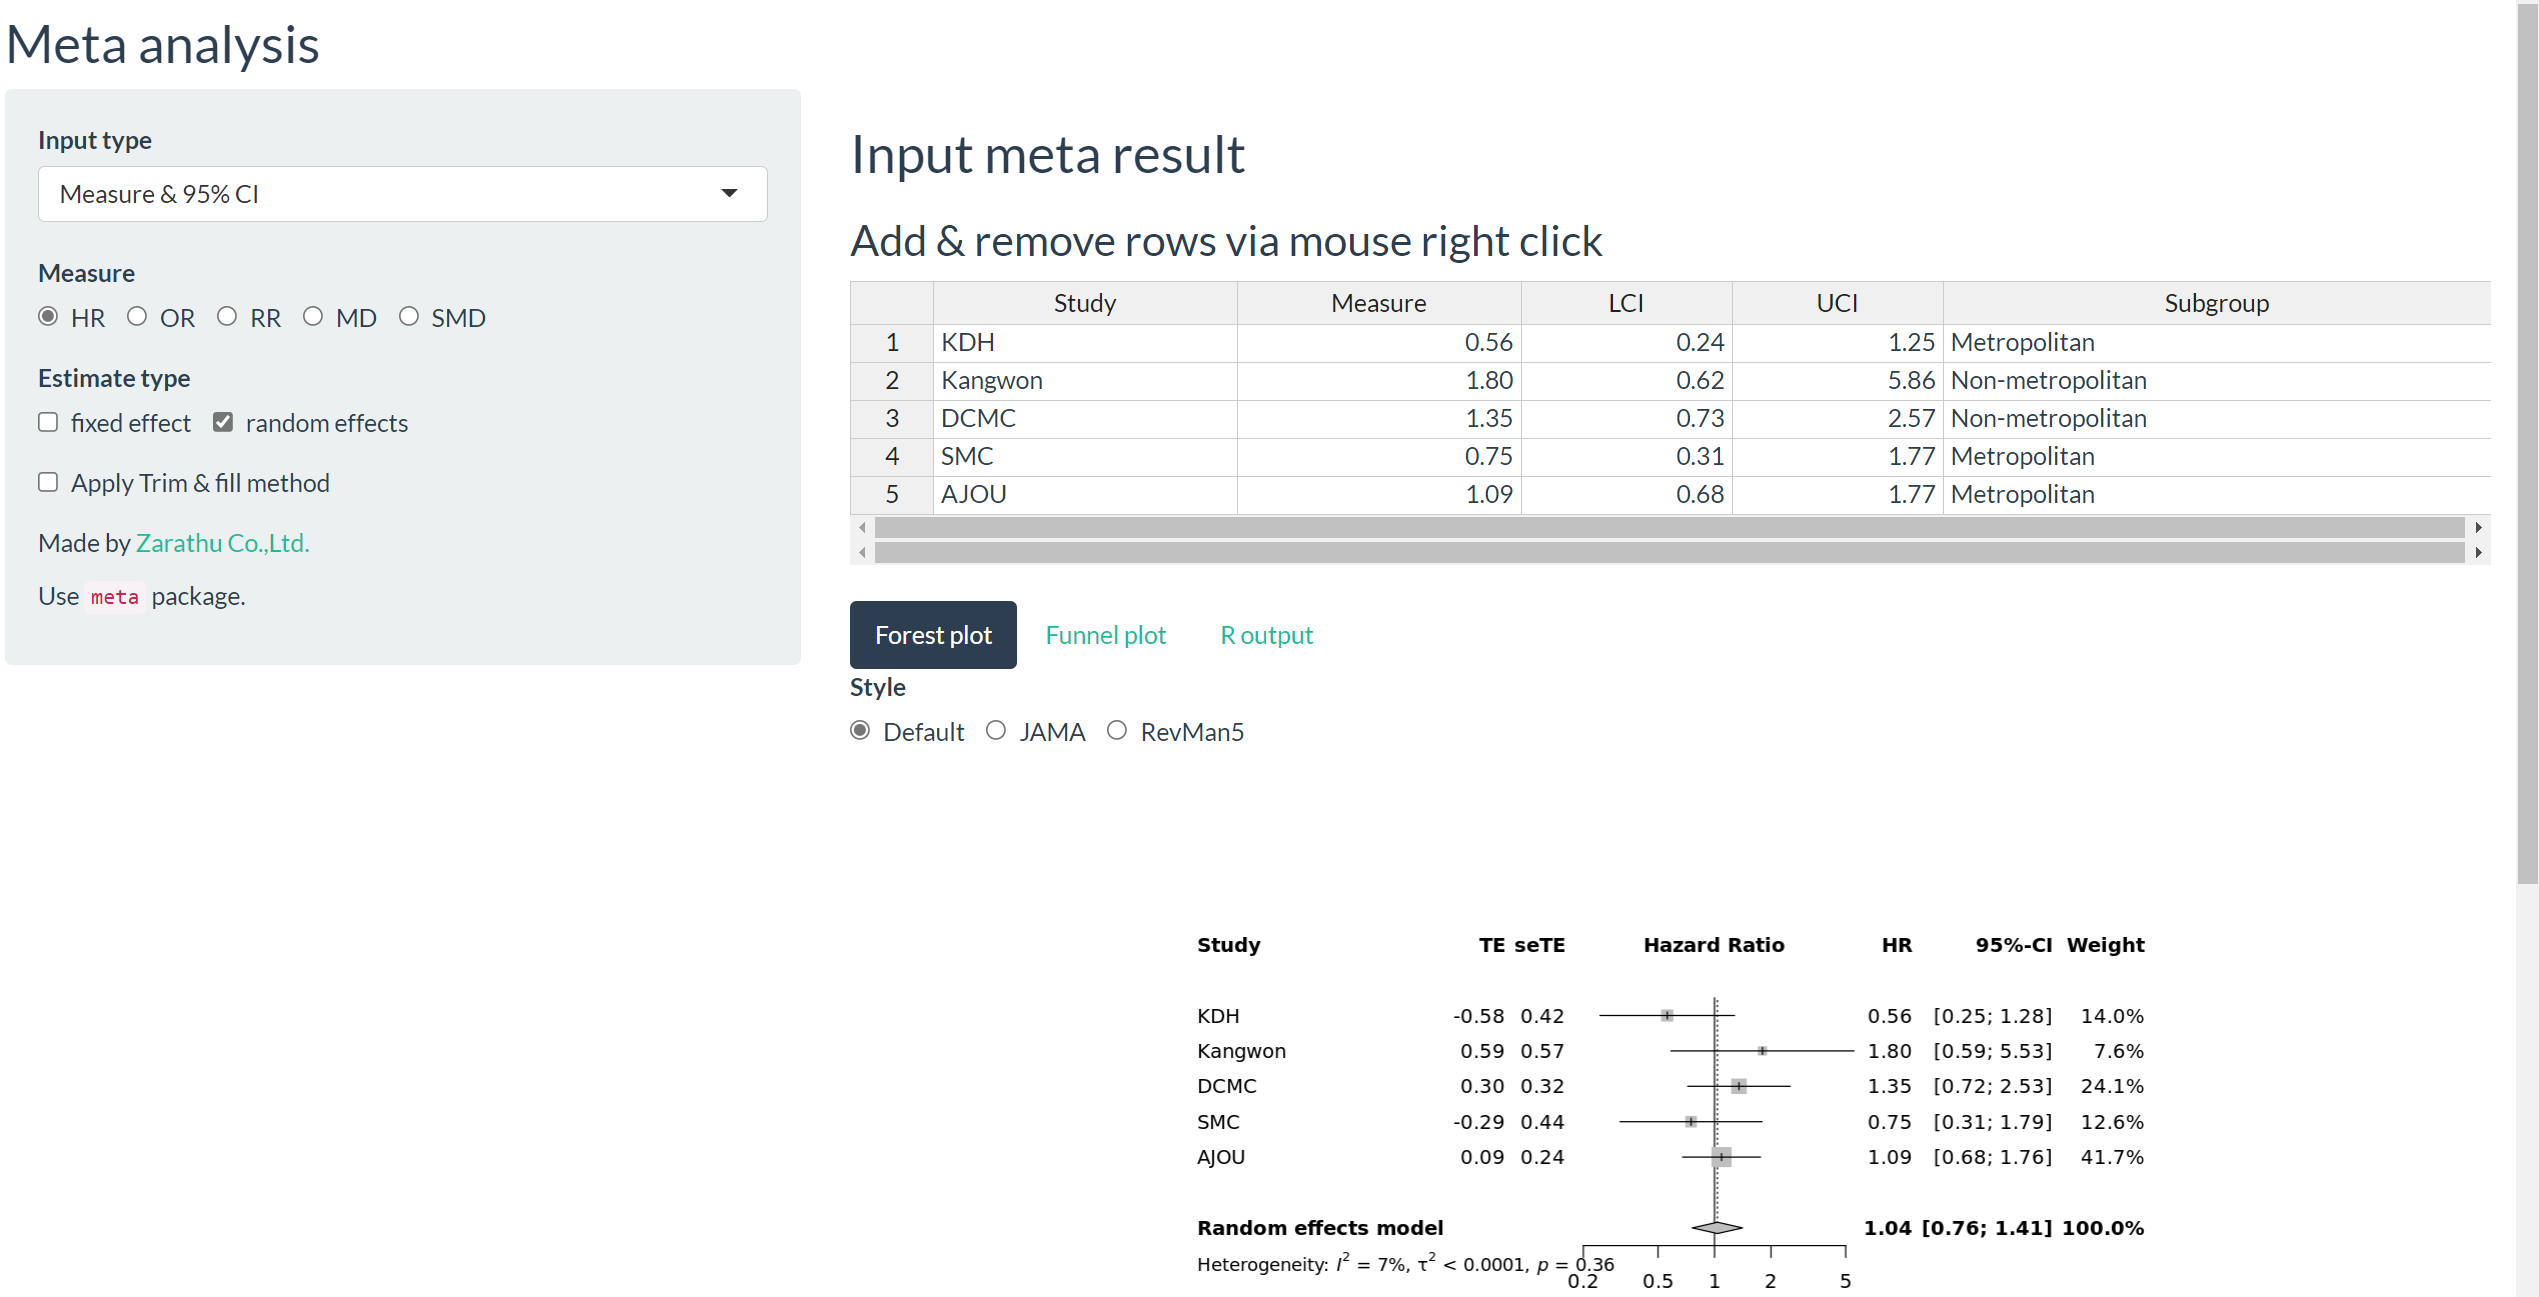 Meta analysis
Input type
Measure & 95% CI
Measure
HR OR RR MD SMD
Estimate type
fixed effect random effects
Apply Trim & fill method
Made by Zarathu Co.,Ltd.
Use meta package.
Input meta result
Add & remove rows via mouse right click
Study Measure LCI UCI Subgroup
1 KDH 0.56 0.24 1.25 Metropolitan
2 Kangwon 1.80 0.62 5.86 Non-metropolitan
3 DCMC 1.35 0.73 2.57 Non-metropolitan
4 SMC 0.75 0.31 1.77 Metropolitan
5 AJOU 1.09 0.68 1.77 Metropolitan
Forest plot Funnel plot R output
Style
Default JAMA RevMan5
Study TE seTE Hazard Ratio HR 95%-CI Weight
KDH -0.58 0.42 0.56 [0.25; 1.28] 14.0%
Kangwon 0.59 0.57 1.80 [0.59; 5.53] 7.6%
DCMC 0.30 0.32 1.35 [0.72; 2.53] 24.1%
SMC -0.29 0.44 0.75 [0.31; 1.79] 12.6%
AJOU 0.09 0.24 1.09 [0.68; 1.76] 41.7%
Random effects model 1.04 [0.76; 1.41] 100.0%
Heterogeneity: I² = 7%, τ² < 0.0001, p = 0.36
0.2 0.5 1 2 5